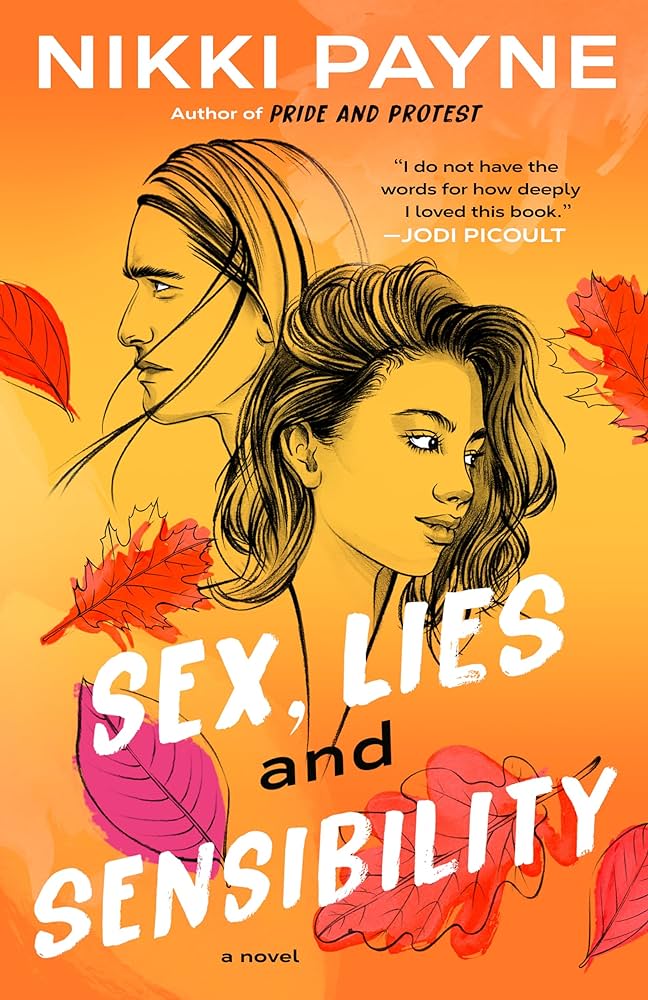 NIKKI PAYNE
Author of PRIDE AND PROTEST
“I do not have the
words for how deeply
I loved this book.”
—JODI PICOULT
SEX, LIES
and
SENSIBILITY
a novel